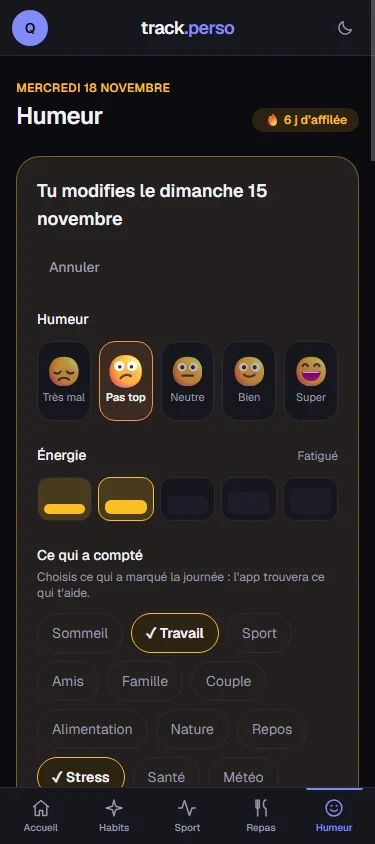 Q
track.perso
MERCREDI 18 NOVEMBRE
Humeur
🔥 6 j d'affilée
Tu modifies le dimanche 15
novembre
Annuler
Humeur
Très mal
Pas top
Neutre
Bien
Super
Énergie
Fatigué
Ce qui a compté
Choisis ce qui a marqué la journée : l'app trouvera ce
qui t'aide.
Sommeil
✓ Travail
Sport
Amis
Famille
Couple
Alimentation
Nature
Repos
✓ Stress
Santé
Météo
Accueil
Habits
Sport
Repas
Humeur